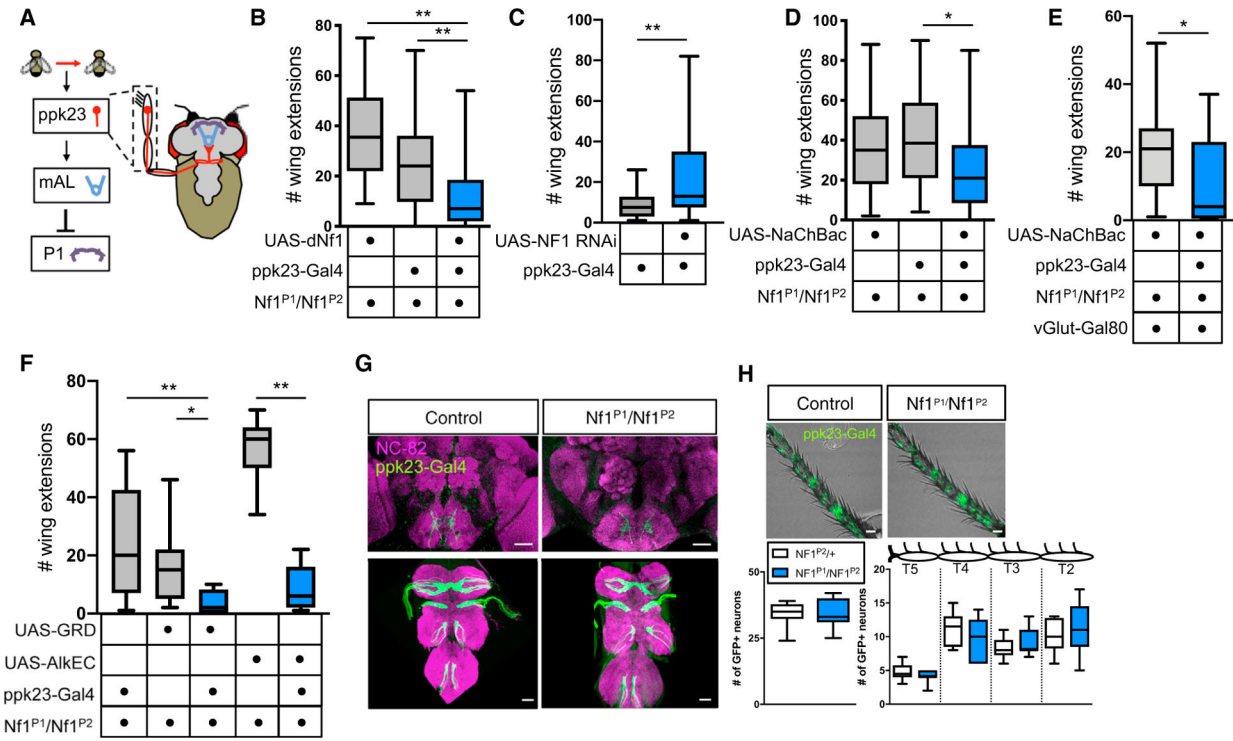 A
ppk23
mAL
P1
B
**
**
# wing extensions
80
60
40
20
0
UAS-dNf1
ppk23-Gal4
Nf1P1/Nf1P2
C
**
# wing extensions
100
80
60
40
20
0
UAS-NF1 RNAi
ppk23-Gal4
D
*
# wing extensions
100
80
60
40
20
0
UAS-NaChBac
ppk23-Gal4
Nf1P1/Nf1P2
E
*
# wing extensions
60
40
20
0
UAS-NaChBac
ppk23-Gal4
Nf1P1/Nf1P2
vGlut-Gal80
F
**
*
**
# wing extensions
80
60
40
20
0
UAS-GRD
UAS-AlkEC
ppk23-Gal4
Nf1P1/Nf1P2
G
Control
Nf1P1/Nf1P2
NC-82
ppk23-Gal4
H
Control
Nf1P1/Nf1P2
ppk23-Gal4
NF1P2/+
NF1P1/NF1P2
# of GFP+ neurons
50
25
0
T5 T4 T3 T2
# of GFP+ neurons
20
15
10
5
0